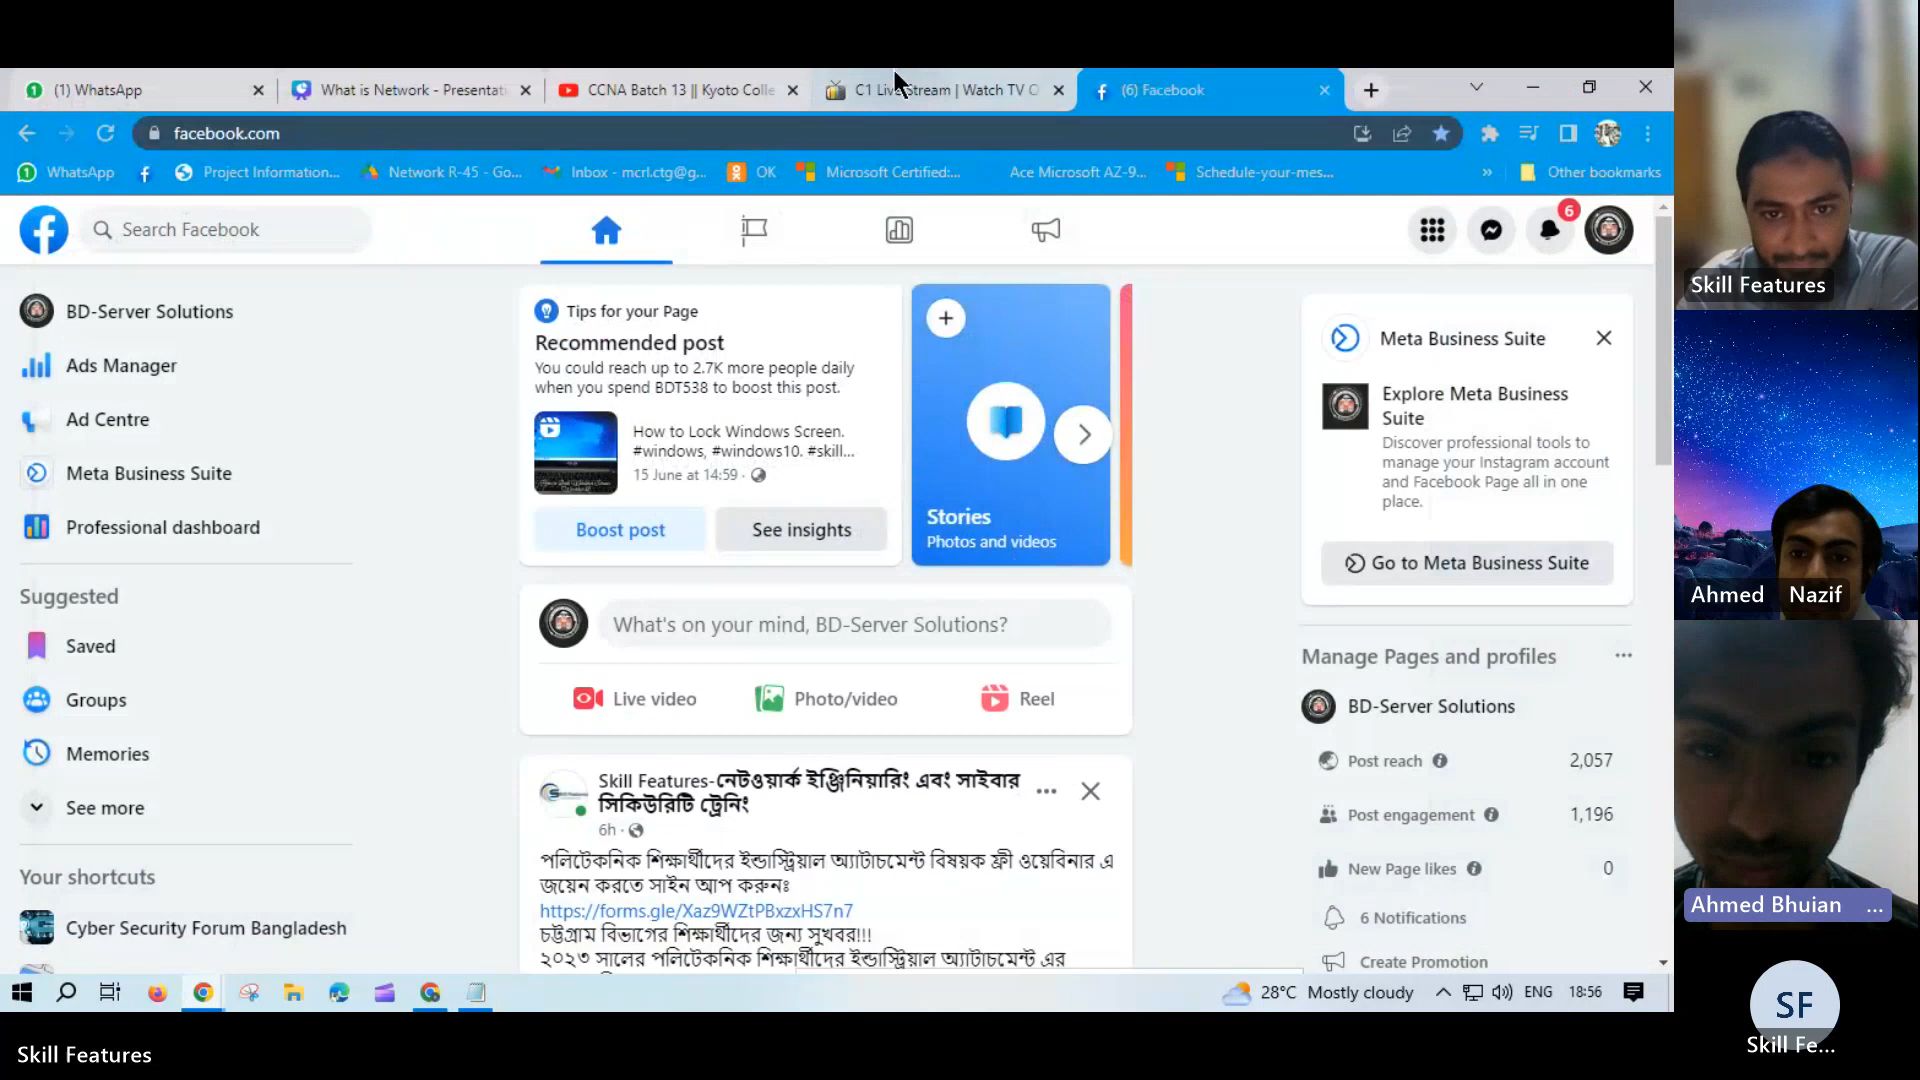 (1) WhatsApp
What is Network - Presentati
CCNA Batch 13 || Kyoto Colle
C1 Live Stream | Watch TV O
(6) Facebook
facebook.com
WhatsApp
Project Information...
Network R-45 - Go...
Inbox - mcrl.ctg@g...
OK
Microsoft Certified:...
Ace Microsoft AZ-9...
Schedule-your-mes...
Other bookmarks
Search Facebook
6
BD-Server Solutions
Ads Manager
Ad Centre
Meta Business Suite
Professional dashboard
Suggested
Saved
Groups
Memories
See more
Your shortcuts
Cyber Security Forum Bangladesh
Tips for your Page
Recommended post
You could reach up to 2.7K more people daily
when you spend BDT538 to boost this post.
How to Lock Windows Screen.
#windows, #windows10. #skill...
15 June at 14:59 ·
Boost post
See insights
Stories
Photos and videos
What's on your mind, BD-Server Solutions?
Live video
Photo/video
Reel
Skill Features-নেটওয়ার্ক ইঞ্জিনিয়ারিং এবং সাইবার
সিকিউরিটি ট্রেনিং
6h ·
পলিটেকনিক শিক্ষার্থীদের ইন্ডাস্ট্রিয়াল অ্যাটাচমেন্ট বিষয়ক ফ্রী ওয়েবিনার এ
জয়েন করতে সাইন আপ করুনঃ
https://forms.gle/Xaz9WZtPBxzxHS7n7
চট্টগ্রাম বিভাগের শিক্ষার্থীদের জন্য সুখবর!!!
২০২৩ সালের পলিটেকনিক শিক্ষার্থীদের ইন্ডাস্ট্রিয়াল অ্যাটাচমেন্ট এর
Meta Business Suite
Explore Meta Business
Suite
Discover professional tools to
manage your Instagram account
and Facebook Page all in one
place.
Go to Meta Business Suite
Manage Pages and profiles
BD-Server Solutions
Post reach 2,057
Post engagement 1,196
New Page likes 0
6 Notifications
Create Promotion
28°C Mostly cloudy
ENG
18:56
Skill Features
Ahmed Nazif
Ahmed Bhuian ...
SF
Skill Fe...
Skill Features